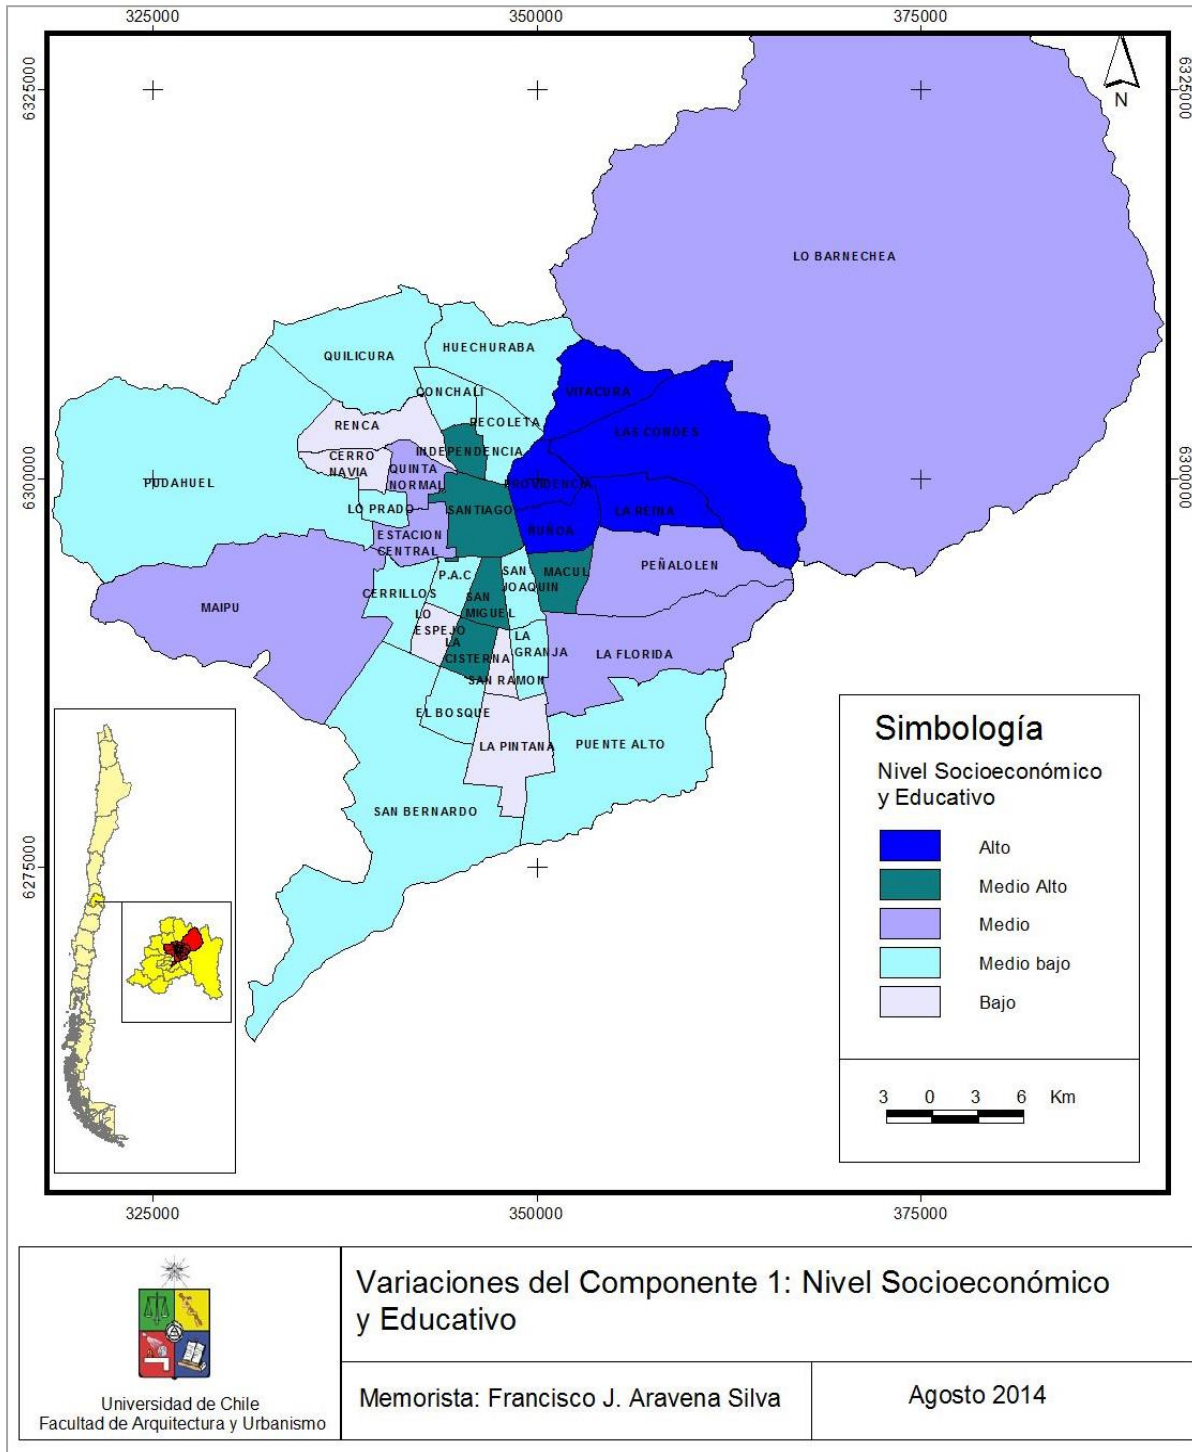 325000
350000
375000
6325000
6325000
N
LO BARNECHEA
QUILICURA
HUECHURABA
CONCHALI
VITACURA
RENCA
RECOLETA
LAS CONDES
INDEPENDENCIA
CERRO
NAVIA
QUINTA
NORMAL
PUDAHUEL
PROVIDENCIA
6300000
6300000
LO PRADO
SANTIAGO
LA REINA
ÑUÑOA
ESTACION
CENTRAL
P.A.C
SAN
JOAQUIN
MACUL
PEÑALOLEN
CERRILLOS
MAIPU
SAN
MIGUEL
LO
ESPEJO
LA
CISTERNA
LA
GRANJA
LA FLORIDA
SAN RAMON
EL BOSQUE
LA PINTANA
PUENTE ALTO
SAN BERNARDO
6275000
Simbología
Nivel Socioeconómico
y Educativo
Alto
Medio Alto
Medio
Medio bajo
Bajo
3 0 3 6 Km
325000
350000
375000
Variaciones del Componente 1: Nivel Socioeconómico
y Educativo
Universidad de Chile
Facultad de Arquitectura y Urbanismo
Memorista: Francisco J. Aravena Silva
Agosto 2014